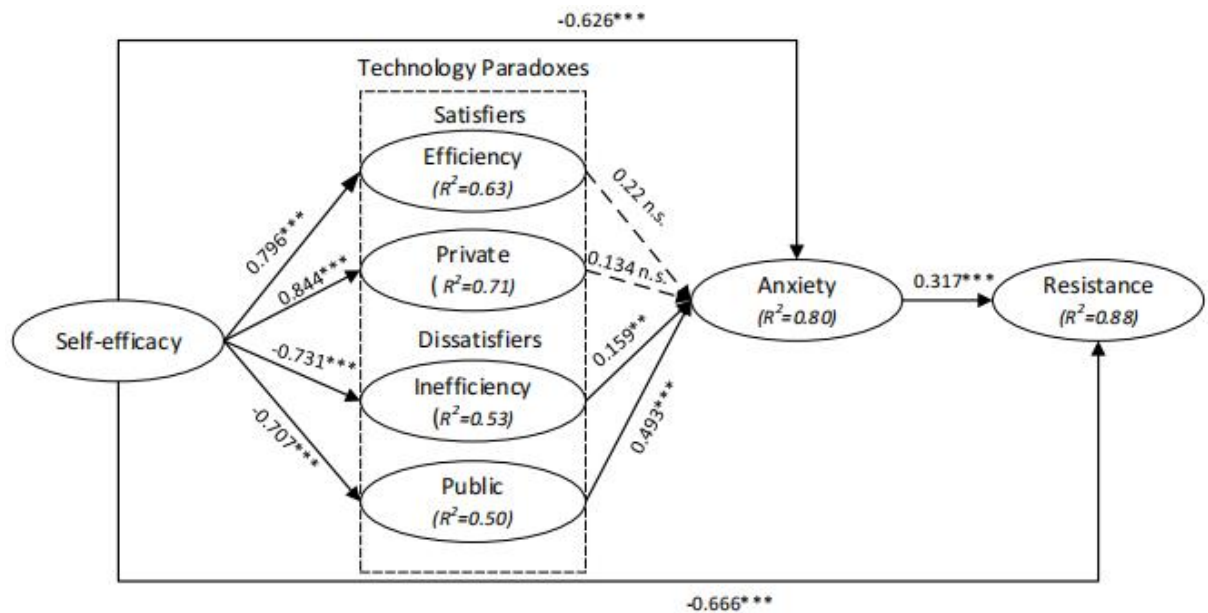 -0.626***
Technology Paradoxes
Satisfiers
Efficiency
(R²=0.63)
0.796***
0.22 n.s.
Private
( R²=0.71)
0.844***
0.134 n.s.
Anxiety
(R²=0.80)
0.317***
Resistance
(R²=0.88)
Self-efficacy
Dissatisfiers
-0.731***
0.159**
Inefficiency
(R²=0.53)
-0.707***
0.493***
Public
(R²=0.50)
-0.666***